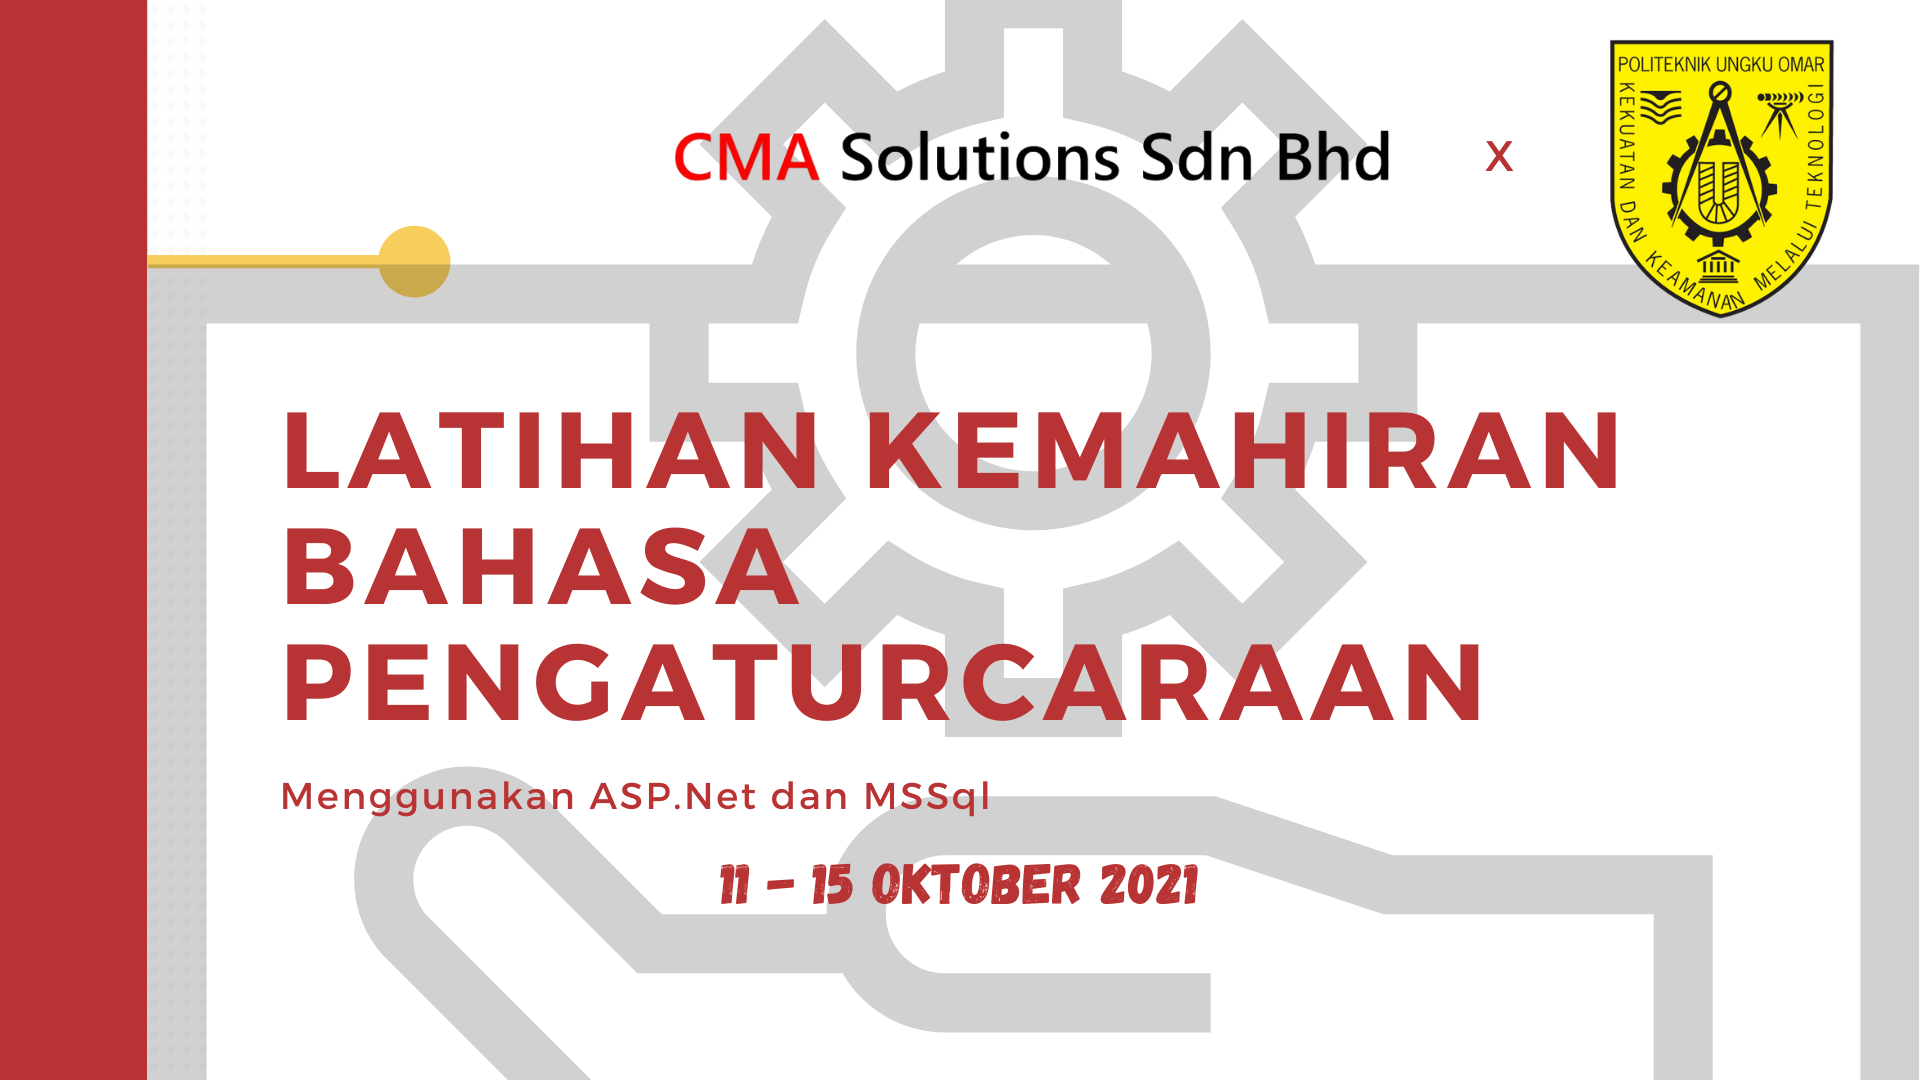 CMA Solutions Sdn Bhd
X
POLITEKNIK UNGKU OMAR
KEKUATAN DAN KEAMANAN MELALUI TEKNOLOGI
LATIHAN KEMAHIRAN
BAHASA
PENGATURCARAAN
Menggunakan ASP.Net dan MSSql
11 - 15 OKTOBER 2021